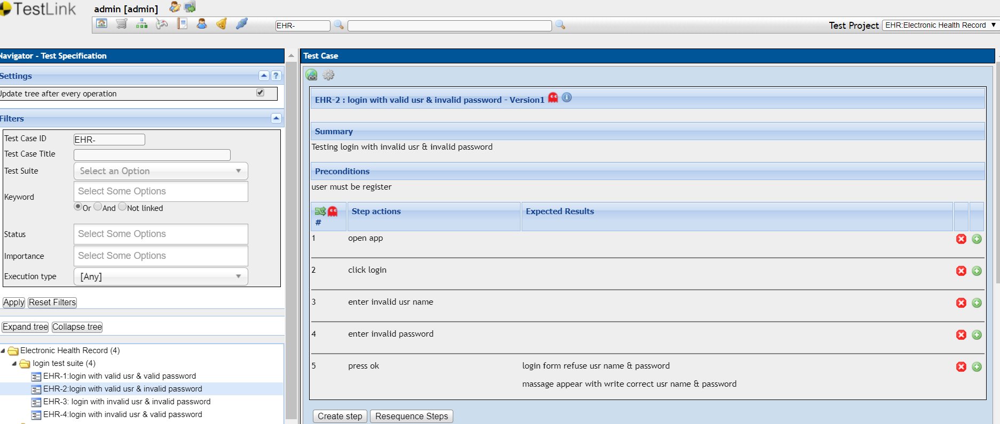 TestLink
admin [admin]
EHR-
Test Project EHR:Electronic Health Record
Navigator - Test Specification
Settings
?
Update tree after every operation
Filters
Test Case ID EHR-
Test Case Title
Test Suite Select an Option
Keyword Select Some Options
Or And Not linked
Status Select Some Options
Importance Select Some Options
Execution type [Any]
Apply Reset Filters
Expand tree Collapse tree
Electronic Health Record (4)
login test suite (4)
EHR-1:login with valid usr & valid password
EHR-2:login with valid usr & invalid password
EHR-3: login with invalid usr & invalid password
EHR-4:login with invalid usr & valid password
Test Case
EHR-2 : login with valid usr & invalid password - Version1
Summary
Testing login with invalid usr & invalid password
Preconditions
user must be register
# Step actions Expected Results
1 open app
2 click login
3 enter invalid usr name
4 enter invalid password
5 press ok login form refuse usr name & password
massage appear with write correct usr name & password
Create step Resequence Steps